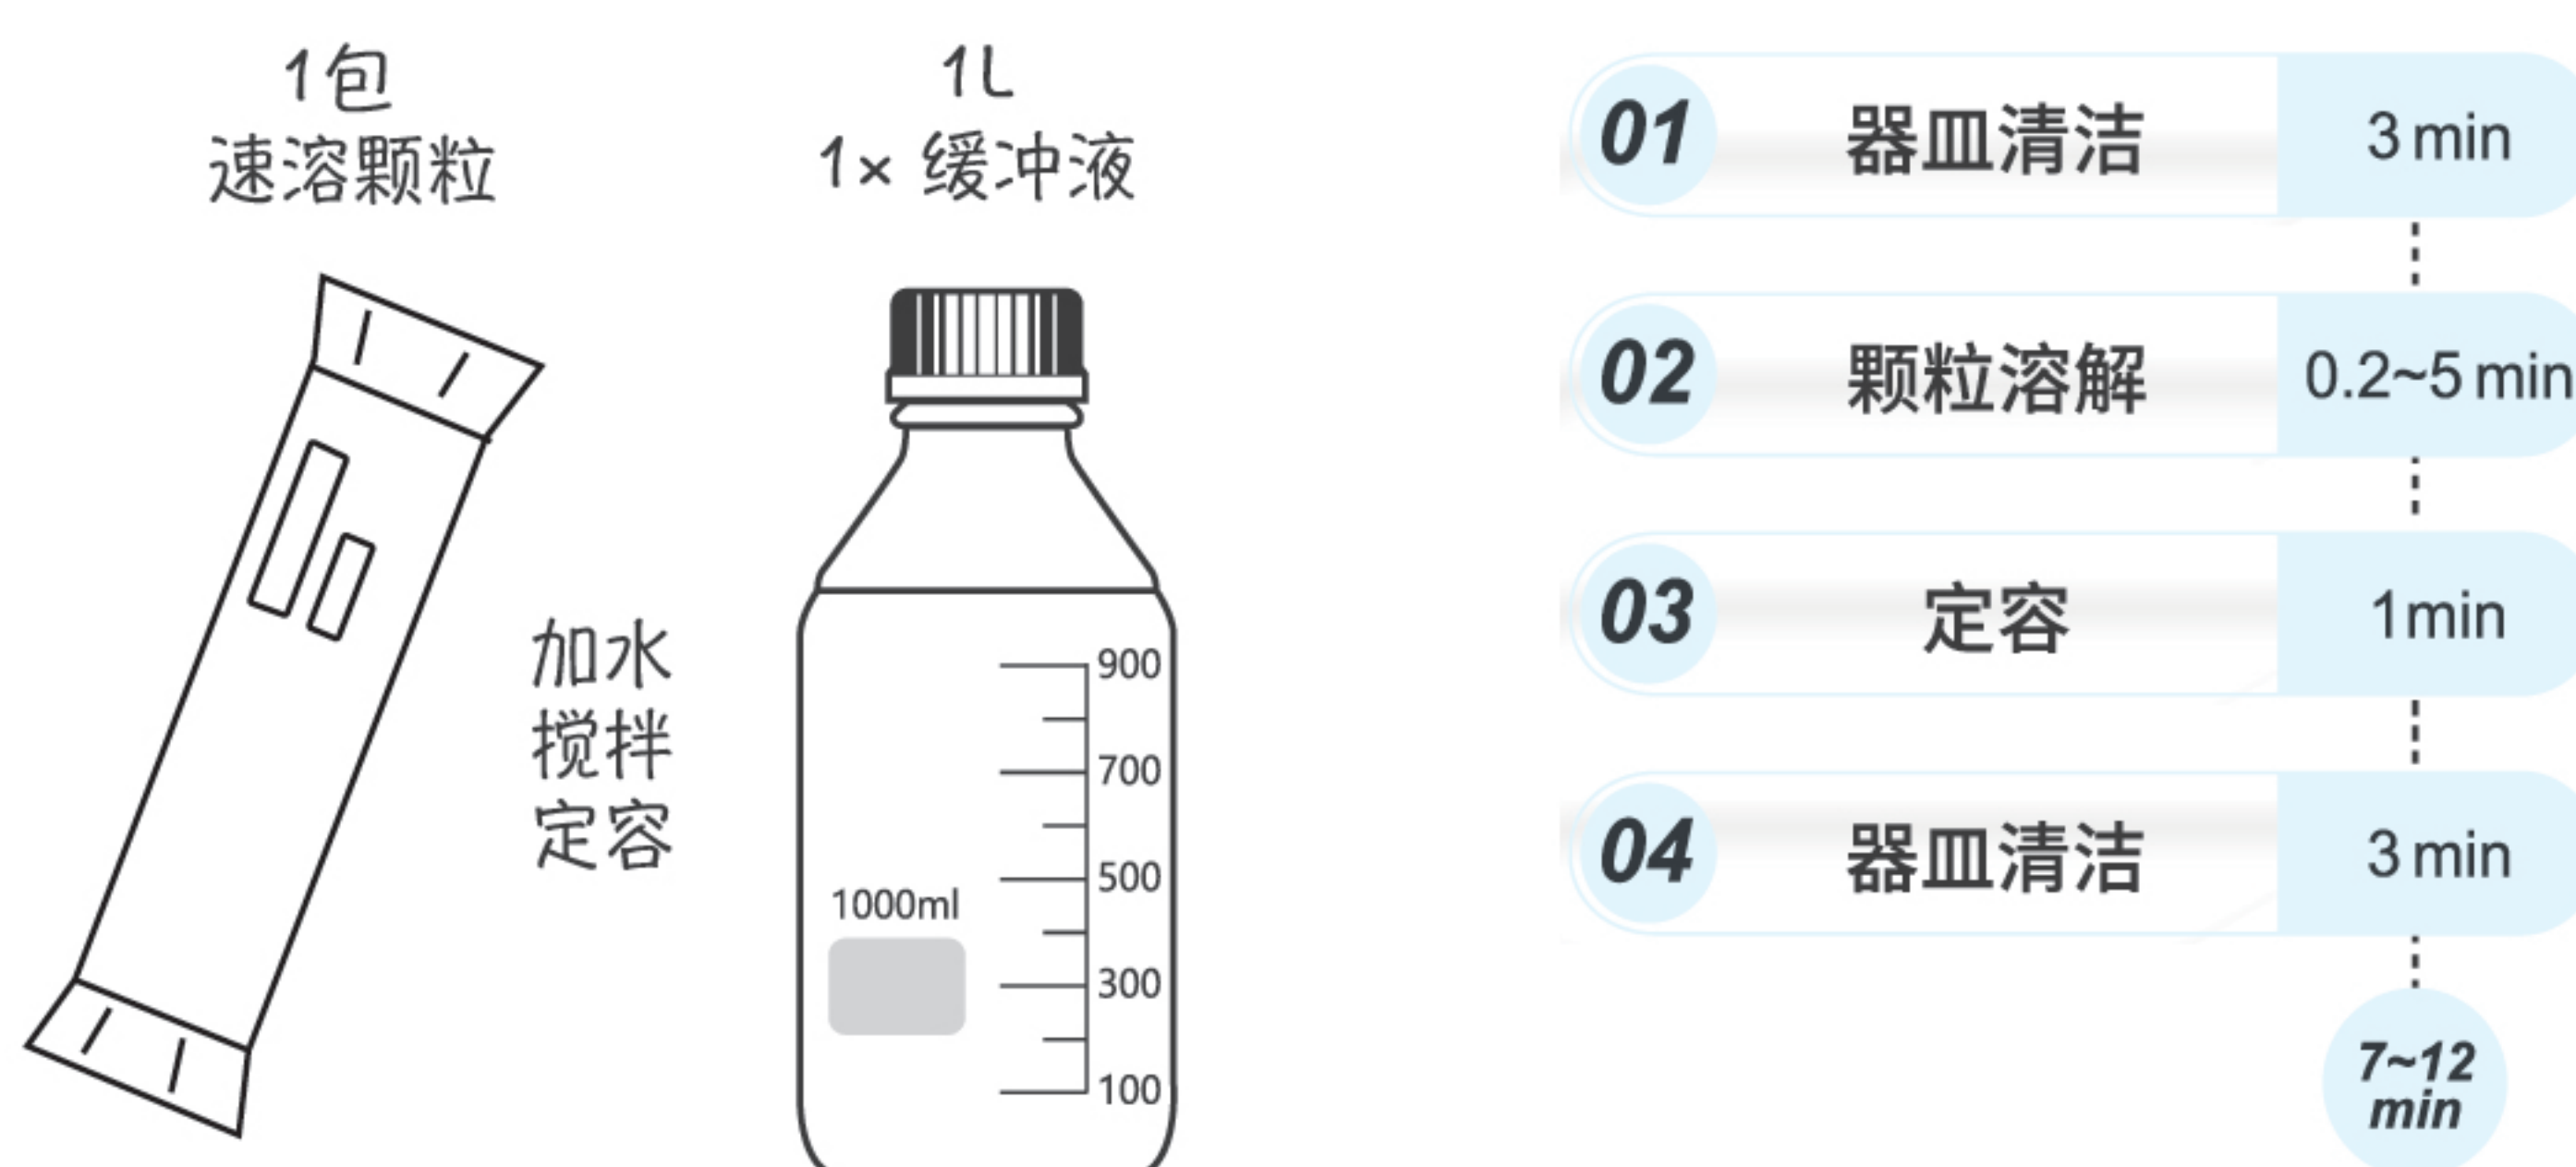 1包
速溶颗粒
1L
1× 缓冲液
加水
搅拌
定容
900
700
500
1000ml
300
100
01 器皿清洁 3 min
02 颗粒溶解 0.2~5 min
03 定容 1 min
04 器皿清洁 3 min
7~12
min